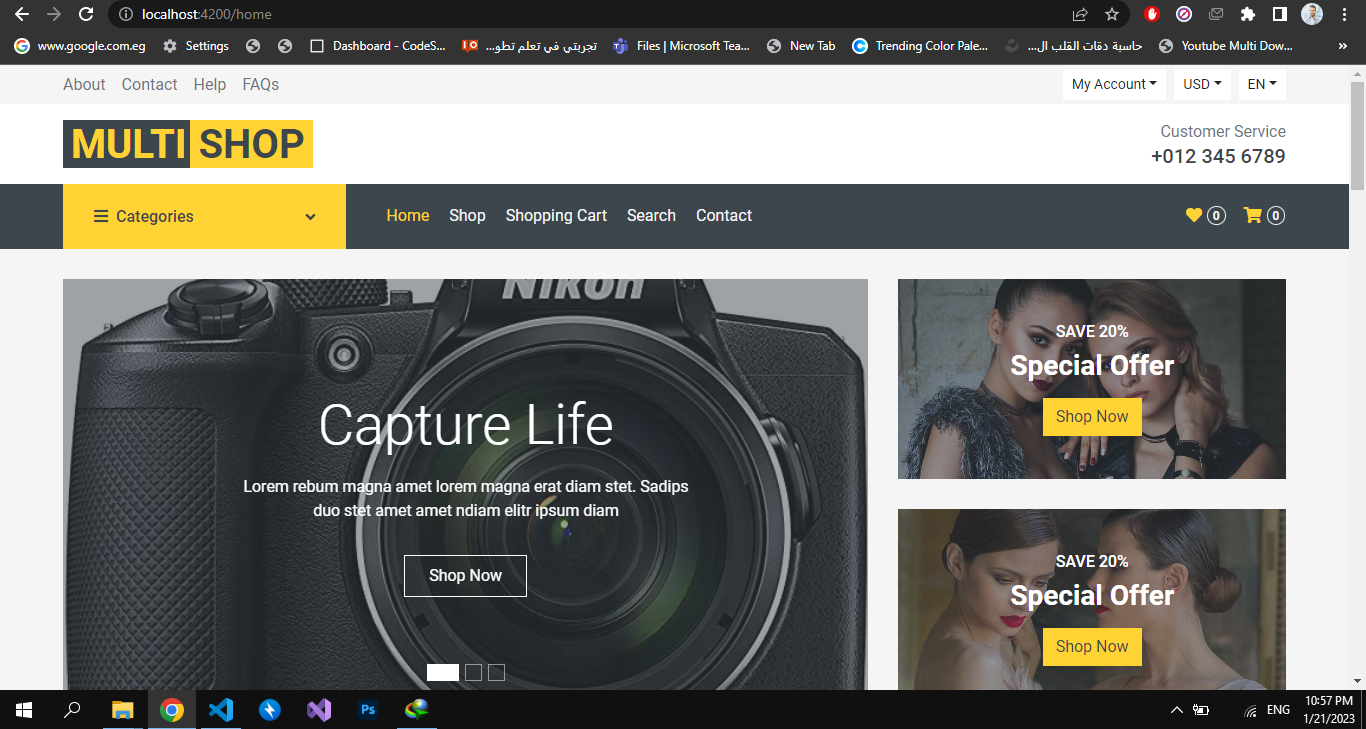 localhost:4200/home
www.google.com.eg Settings Dashboard - CodeS... تجربتي في تعلم تطو... Files | Microsoft Tea... New Tab Trending Color Pale... حاسبة دقات القلب ال... Youtube Multi Dow... »
About Contact Help FAQs My Account USD EN
MULTI SHOP
Customer Service
+012 345 6789
Categories Home Shop Shopping Cart Search Contact 0 0
Nikon
Capture Life
Lorem rebum magna amet lorem magna erat diam stet. Sadips
duo stet amet amet ndiam elitr ipsum diam
Shop Now
SAVE 20%
Special Offer
Shop Now
SAVE 20%
Special Offer
Shop Now
Ps
ENG
10:57 PM
1/21/2023